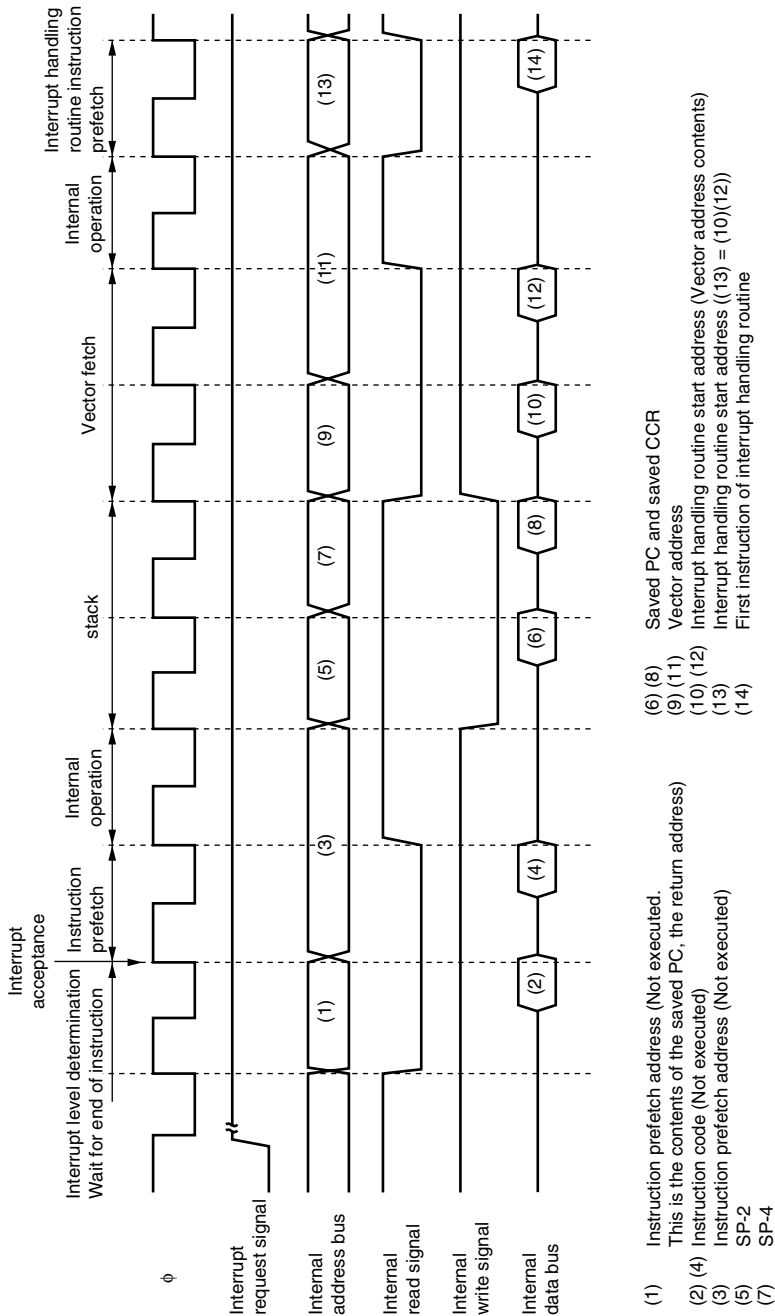 Interrupt
acceptance
Interrupt level determination
Wait for end of instruction
Instruction
prefetch
Internal
operation
stack
Vector fetch
Internal
operation
Interrupt handling
routine instruction
prefetch
ϕ
Interrupt
request signal
Internal
address bus
(1)
(3)
(5)
(7)
(9)
(11)
(13)
Internal
read signal
Internal
write signal
Internal
data bus
(2)
(4)
(6)
(8)
(10)
(12)
(14)
(1) Instruction prefetch address (Not executed.
This is the contents of the saved PC, the return address)
(2) (4) Instruction code (Not executed)
(3) Instruction prefetch address (Not executed)
(5) SP-2
(7) SP-4
(6) (8) Saved PC and saved CCR
(9) (11) Vector address
(10) (12) Interrupt handling routine start address (Vector address contents)
(13) Interrupt handling routine start address ((13) = (10)(12))
(14) First instruction of interrupt handling routine